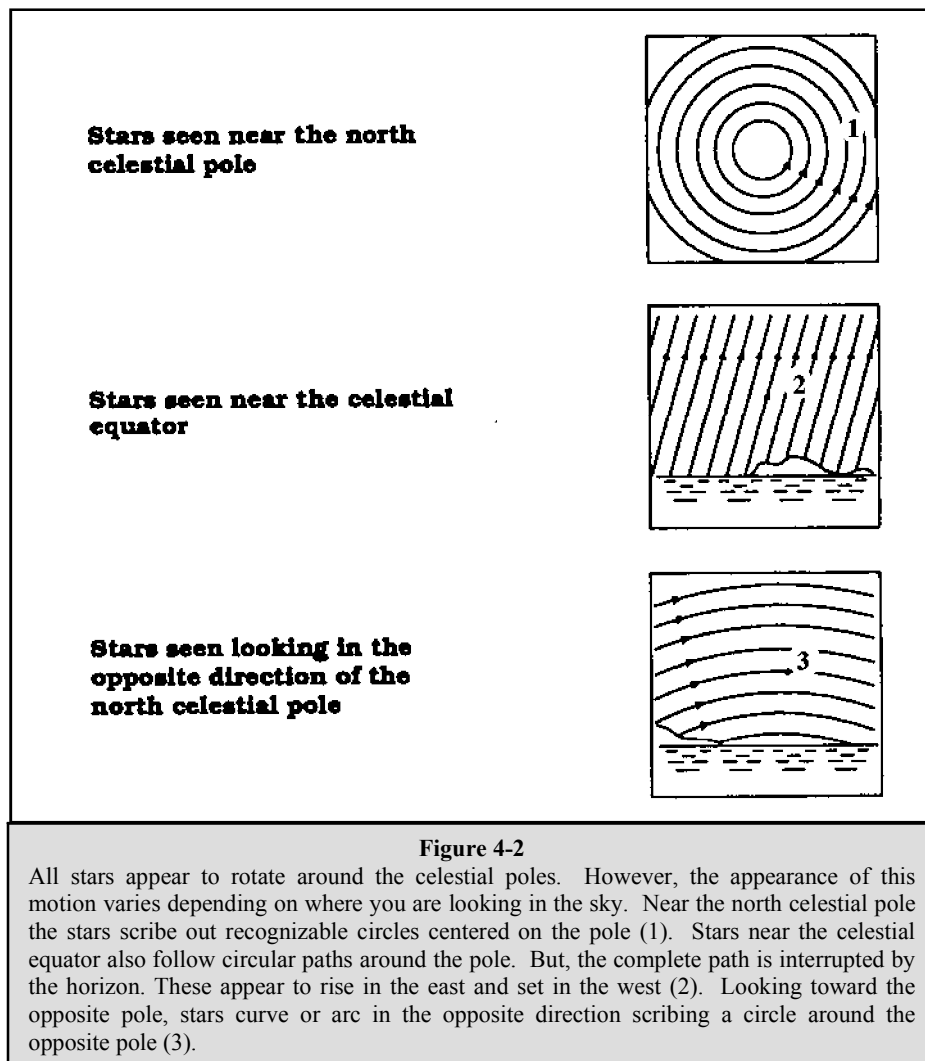 Stars seen near the north
celestial pole
1
Stars seen near the celestial
equator
2
Stars seen looking in the
opposite direction of the
north celestial pole
3
Figure 4-2
All stars appear to rotate around the celestial poles. However, the appearance of this
motion varies depending on where you are looking in the sky. Near the north celestial pole
the stars scribe out recognizable circles centered on the pole (1). Stars near the celestial
equator also follow circular paths around the pole. But, the complete path is interrupted by
the horizon. These appear to rise in the east and set in the west (2). Looking toward the
opposite pole, stars curve or arc in the opposite direction scribing a circle around the
opposite pole (3).